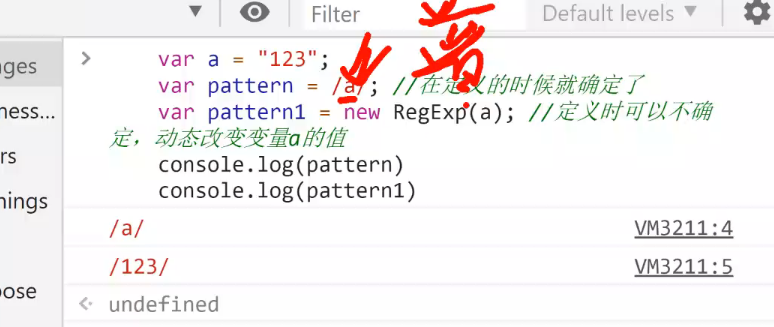 Filter
Default levels ▼
ages
ness...
rs
nings
pose
> var a = "123";
var pattern = /a/; //在定义的时候就确定了
var pattern1 = new RegExp(a); //定义时可以不确
定，动态改变变量a的值
console.log(pattern)
console.log(pattern1)
/a/ VM3211:4
/123/ VM3211:5
undefined